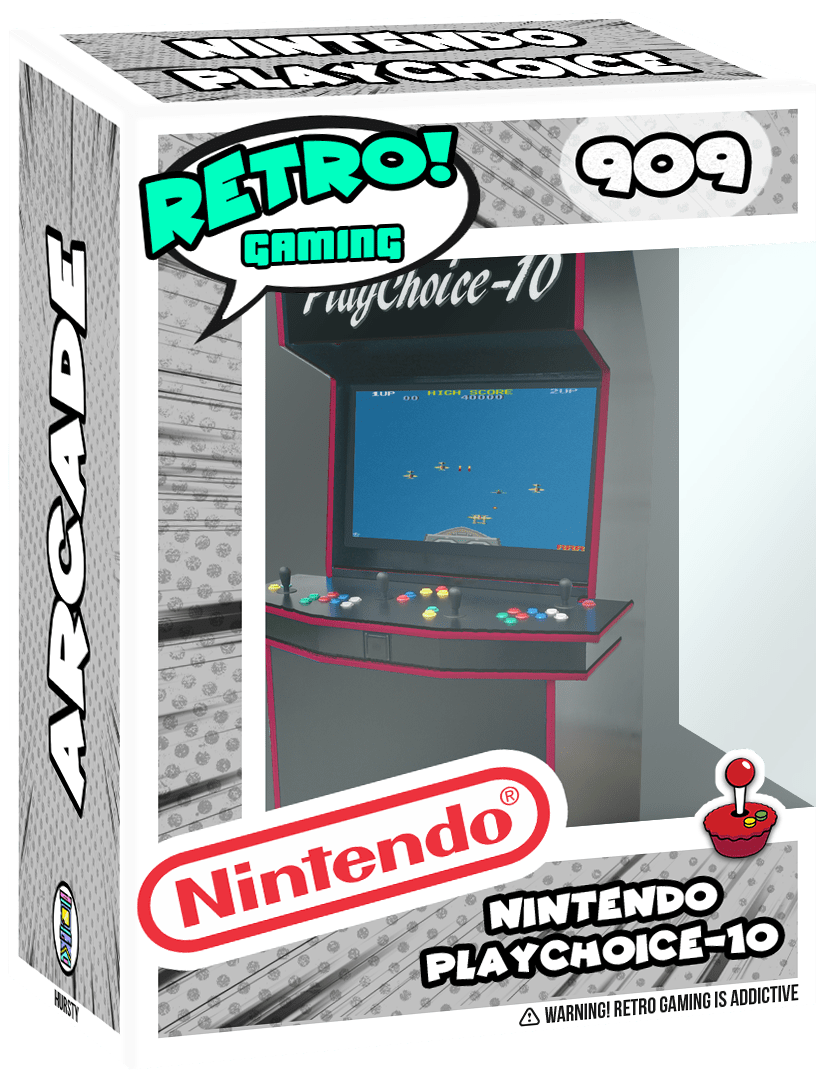 NINTENDO
PLAYCHOICE
RETRO!
GAMING
909
ARCADE
PlayChoice-10
1UP HIGH SCORE 2UP
00 40000
Nintendo®
NINTENDO
PLAYCHOICE-10
WARNING! RETRO GAMING IS ADDICTIVE
HURSTY